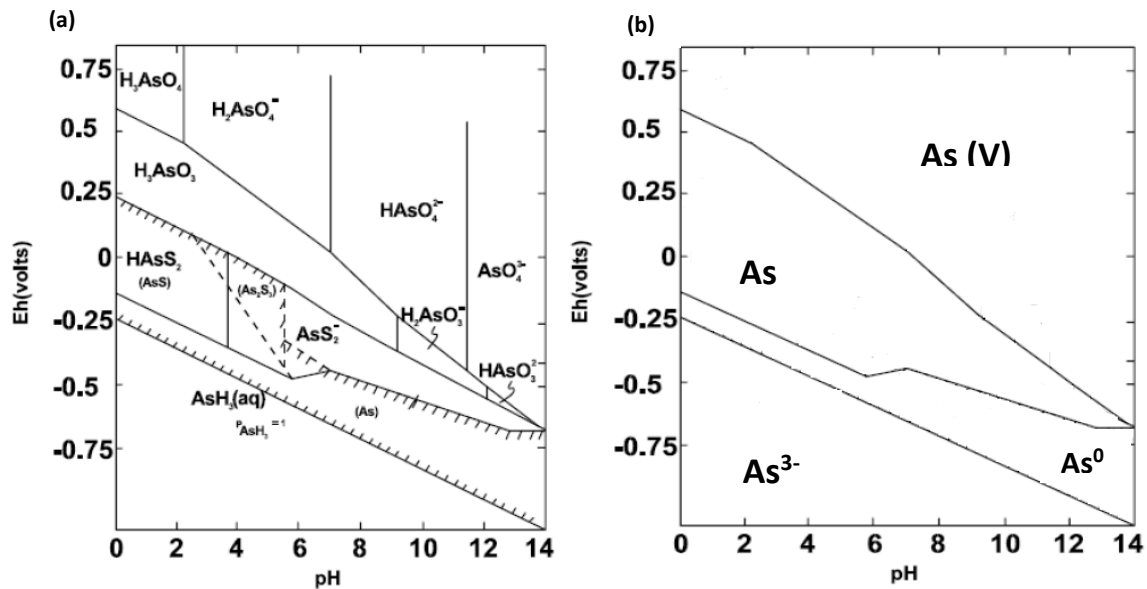 (a)
0.75
0.5
0.25
0
-0.25
-0.5
-0.75
Eh(volts)
0 2 4 6 8 10 12 14
pH
H₃AsO₄
H₂AsO₄⁻
H₃AsO₃
HAsO₄²⁻
AsO₄³⁻
HAsS₂
(AsS)
(As₂S₃)
AsS₂⁻
H₂AsO₃⁻
HAsO₃²⁻
AsH₃(aq)
PAsH₃ = 1
(As)
(b)
0.75
0.5
0.25
0
-0.25
-0.5
-0.75
Eh(volts)
0 2 4 6 8 10 12 14
pH
As (V)
As
As³⁻
As⁰